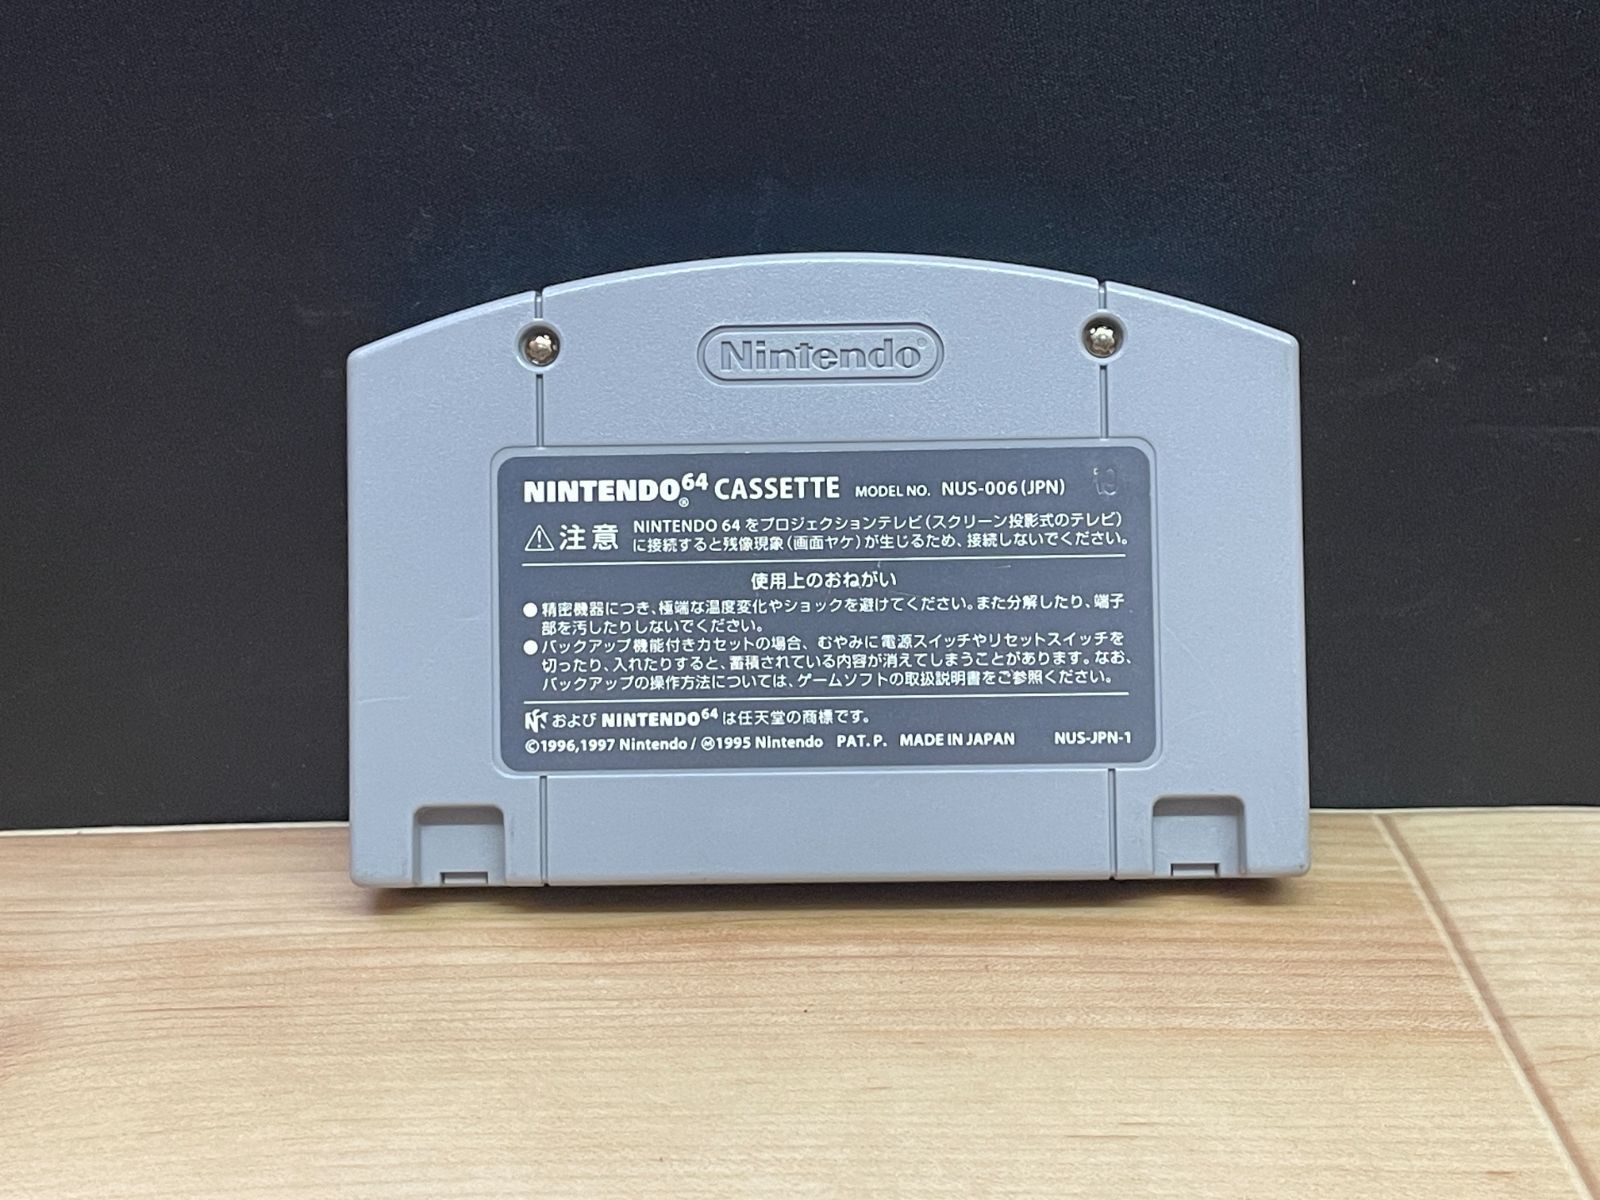 Nintendo®
NINTENDO64® CASSETTE MODEL NO. NUS-006(JPN)
⚠注意 NINTENDO 64 をプロジェクションテレビ(スクリーン投影式のテレビ)
に接続すると残像現象(画面ヤケ)が生じるため、接続しないでください。
使用上のおねがい
●精密機器につき、極端な温度変化やショックを避けてください。また分解したり、端子
部を汚したりしないでください。
●バックアップ機能付きカセットの場合、むやみに電源スイッチやリセットスイッチを
切ったり、入れたりすると、蓄積されている内容が消えてしまうことがあります。なお、
バックアップの操作方法については、ゲームソフトの取扱説明書をご参照ください。
および NINTENDO64 は任天堂の商標です。
©1996,1997 Nintendo / Ⓜ1995 Nintendo PAT. P. MADE IN JAPAN NUS-JPN-1